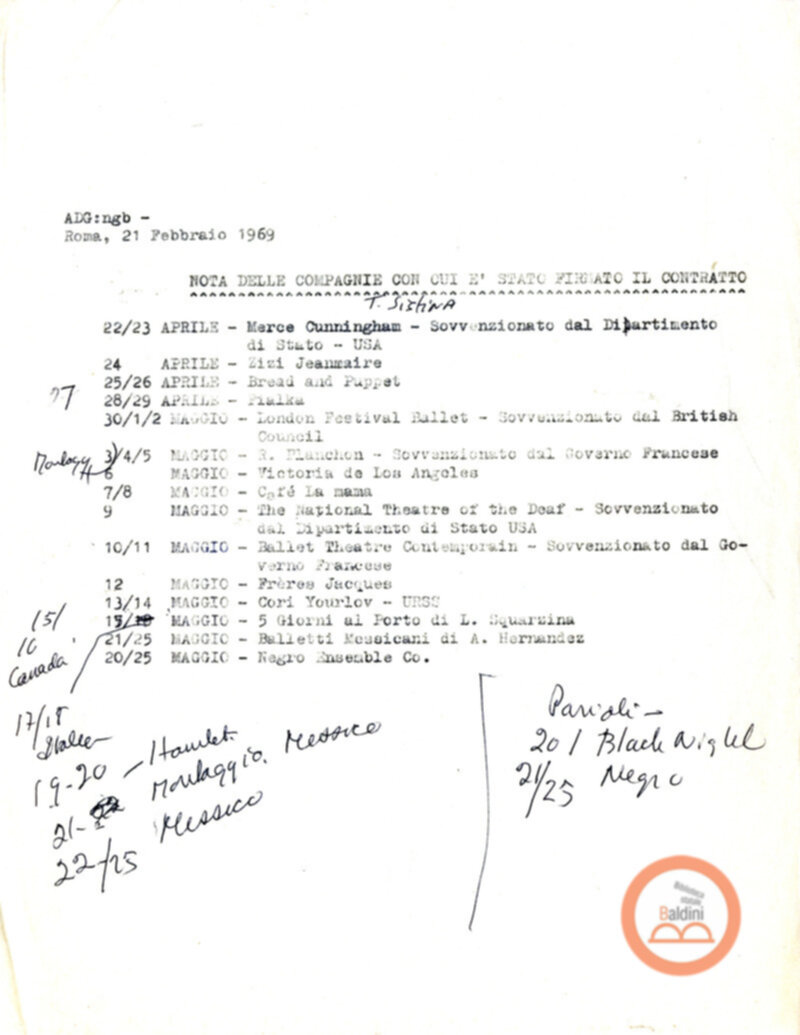 ADG:ngb -
Roma, 21 Febbraio 1969
NOTA DELLE COMPAGNIE CON CUI E' STATO FIRMATO IL CONTRATTO
T. SISTINA
22/23 APRILE - Merce Cunningham - Sovvenzionato dal Dipartimento
di Stato - USA
24 APRILE - Zizi Jeanmaire
25/26 APRILE - Bread and Puppet
27 28/29 APRILE - Fialka
30/1/2 MAGGIO - London Festival Ballet - Sovvenzionato dal British
Council
3/4/5 MAGGIO - R. Planchon - Sovvenzionato dal Governo Francese
6 MAGGIO - Victoria de Los Angeles
7/8 MAGGIO - Café La mama
9 MAGGIO - The National Theatre of the Deaf - Sovvenzionato
dal Dipartimento di Stato USA
10/11 MAGGIO - Ballet Theatre Contemporain - Sovvenzionato dal Go-
verno Francese
12 MAGGIO - Frères Jacques
13/14 MAGGIO - Cori Yourlov - URSS
15/ MAGGIO - 5 Giorni al Porto di L. Squarzina
21/25 MAGGIO - Balletti Messicani di A. Hernandez
20/25 MAGGIO - Negro Ensemble Co.
15/
16
Canada
17/18
19-20 - Hamlet
21- Montaggio. Messico
22/25 Messico
Parioli -
20 / Black Night
21/25 Negro
Biblioteca
statale
Baldini